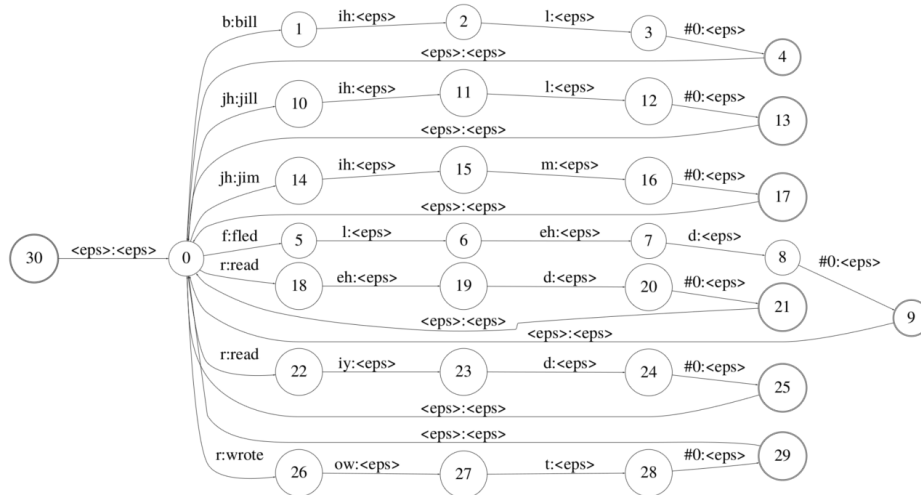 b:bill 1 ih:<eps> 2 l:<eps> 3 #0:<eps> 4
<eps>:<eps>
jh:jill 10 ih:<eps> 11 l:<eps> 12 #0:<eps> 13
<eps>:<eps>
jh:jim 14 ih:<eps> 15 m:<eps> 16 #0:<eps> 17
<eps>:<eps>
30 <eps>:<eps> 0 f:fled 5 l:<eps> 6 eh:<eps> 7 d:<eps> 8 #0:<eps> 9
r:read 18 eh:<eps> 19 d:<eps> 20 #0:<eps> 21
<eps>:<eps>
<eps>:<eps>
r:read 22 iy:<eps> 23 d:<eps> 24 #0:<eps> 25
<eps>:<eps>
<eps>:<eps>
r:wrote 26 ow:<eps> 27 t:<eps> 28 #0:<eps> 29